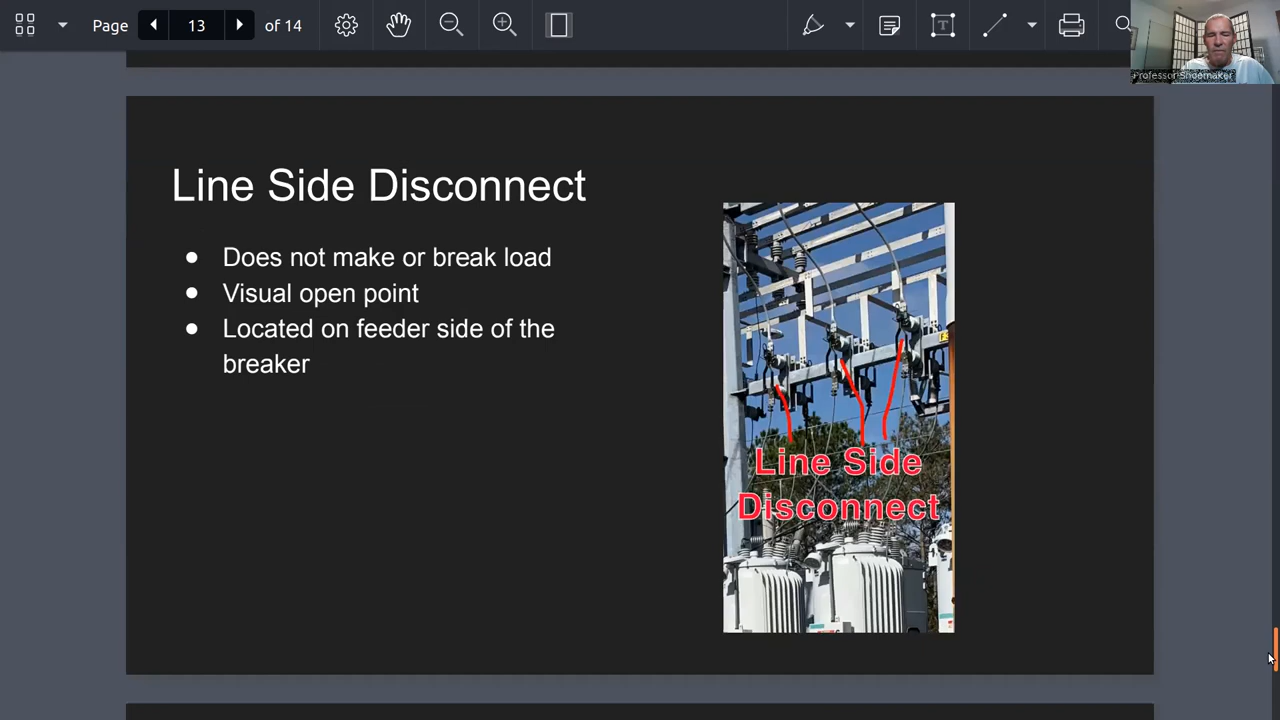 Page 13 of 14
Professor Shoemaker
Line Side Disconnect
● Does not make or break load
● Visual open point
● Located on feeder side of the
breaker
Line Side
Disconnect